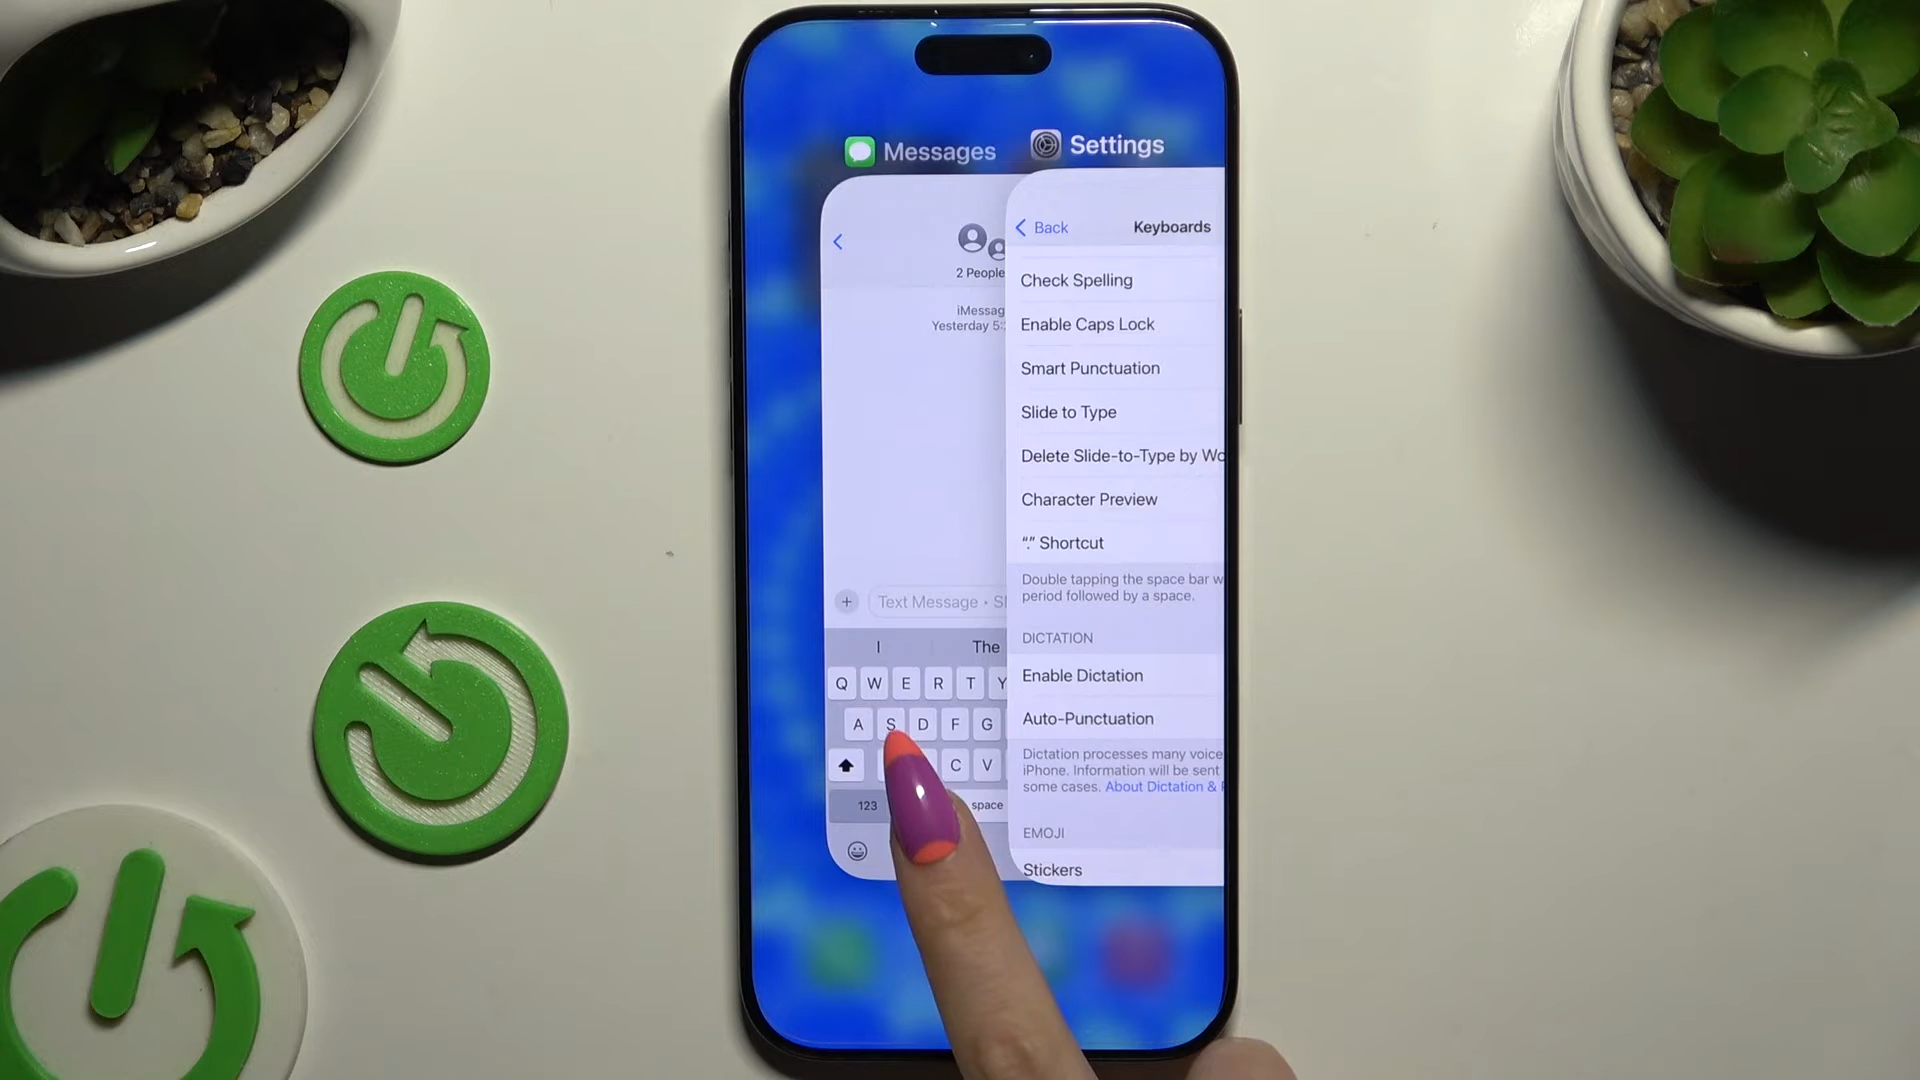 Messages
Settings
2 People
iMessag
Yesterday 5:
Text Message • S
I
The
Q W E R T Y
A S D F G
C V
123
space
Back
Keyboards
Check Spelling
Enable Caps Lock
Smart Punctuation
Slide to Type
Delete Slide-to-Type by Wo
Character Preview
“.” Shortcut
Double tapping the space bar w
period followed by a space.
DICTATION
Enable Dictation
Auto-Punctuation
Dictation processes many voice
iPhone. Information will be sent
some cases. About Dictation &
EMOJI
Stickers